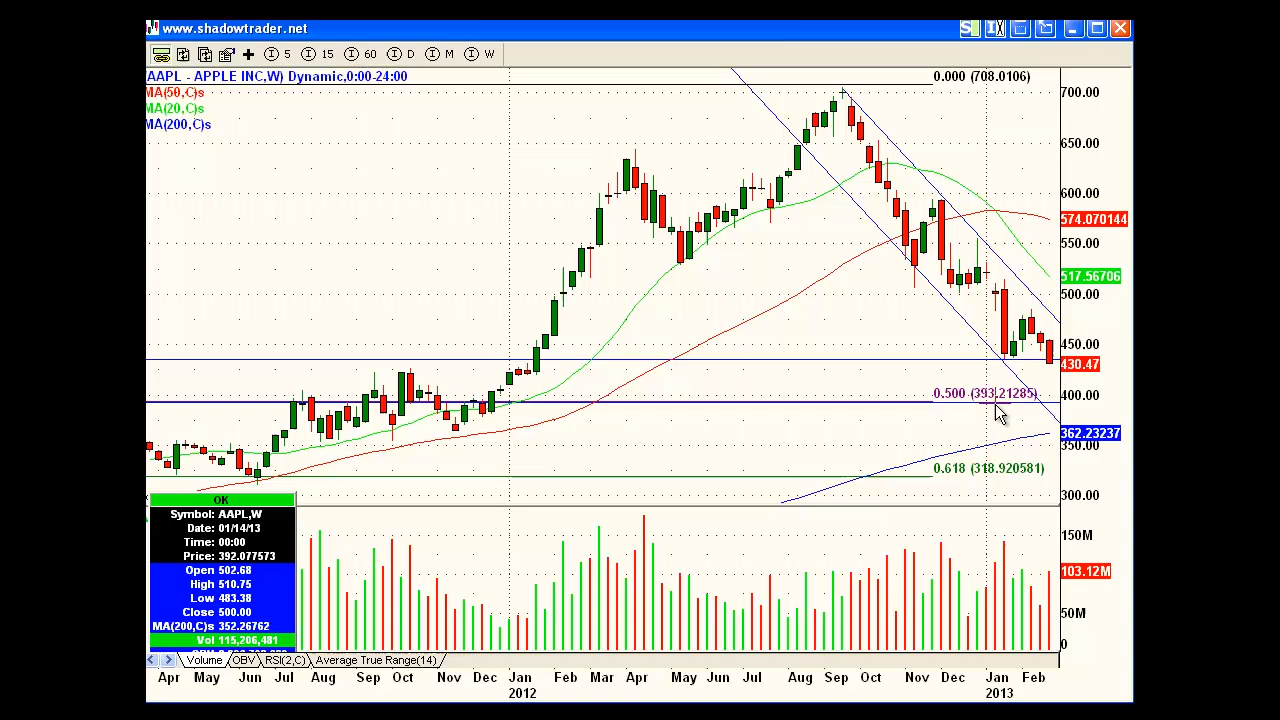 www.shadowtrader.net
5 15 60 D M W
AAPL - APPLE INC,W) Dynamic,0:00-24:00
MA(50,C)s
MA(20,C)s
MA(200,C)s
0.000 (708.0106)
700.00
650.00
600.00
574.070144
550.00
517.56706
500.00
450.00
430.47
0.500 (393.21285)
400.00
362.23237
350.00
0.618 (318.920581)
300.00
OK
Symbol: AAPL,W
Date: 01/14/13
Time: 00:00
Price: 392.077573
Open 502.68
High 510.75
Low 483.38
Close 500.00
MA(200,C)s 352.26762
Vol 115,206,481
150M
103.12M
50M
0
Volume OBV RSI(2,C) Average True Range(14)
Apr May Jun Jul Aug Sep Oct Nov Dec Jan Feb Mar Apr May Jun Jul Aug Sep Oct Nov Dec Jan Feb
2012 2013